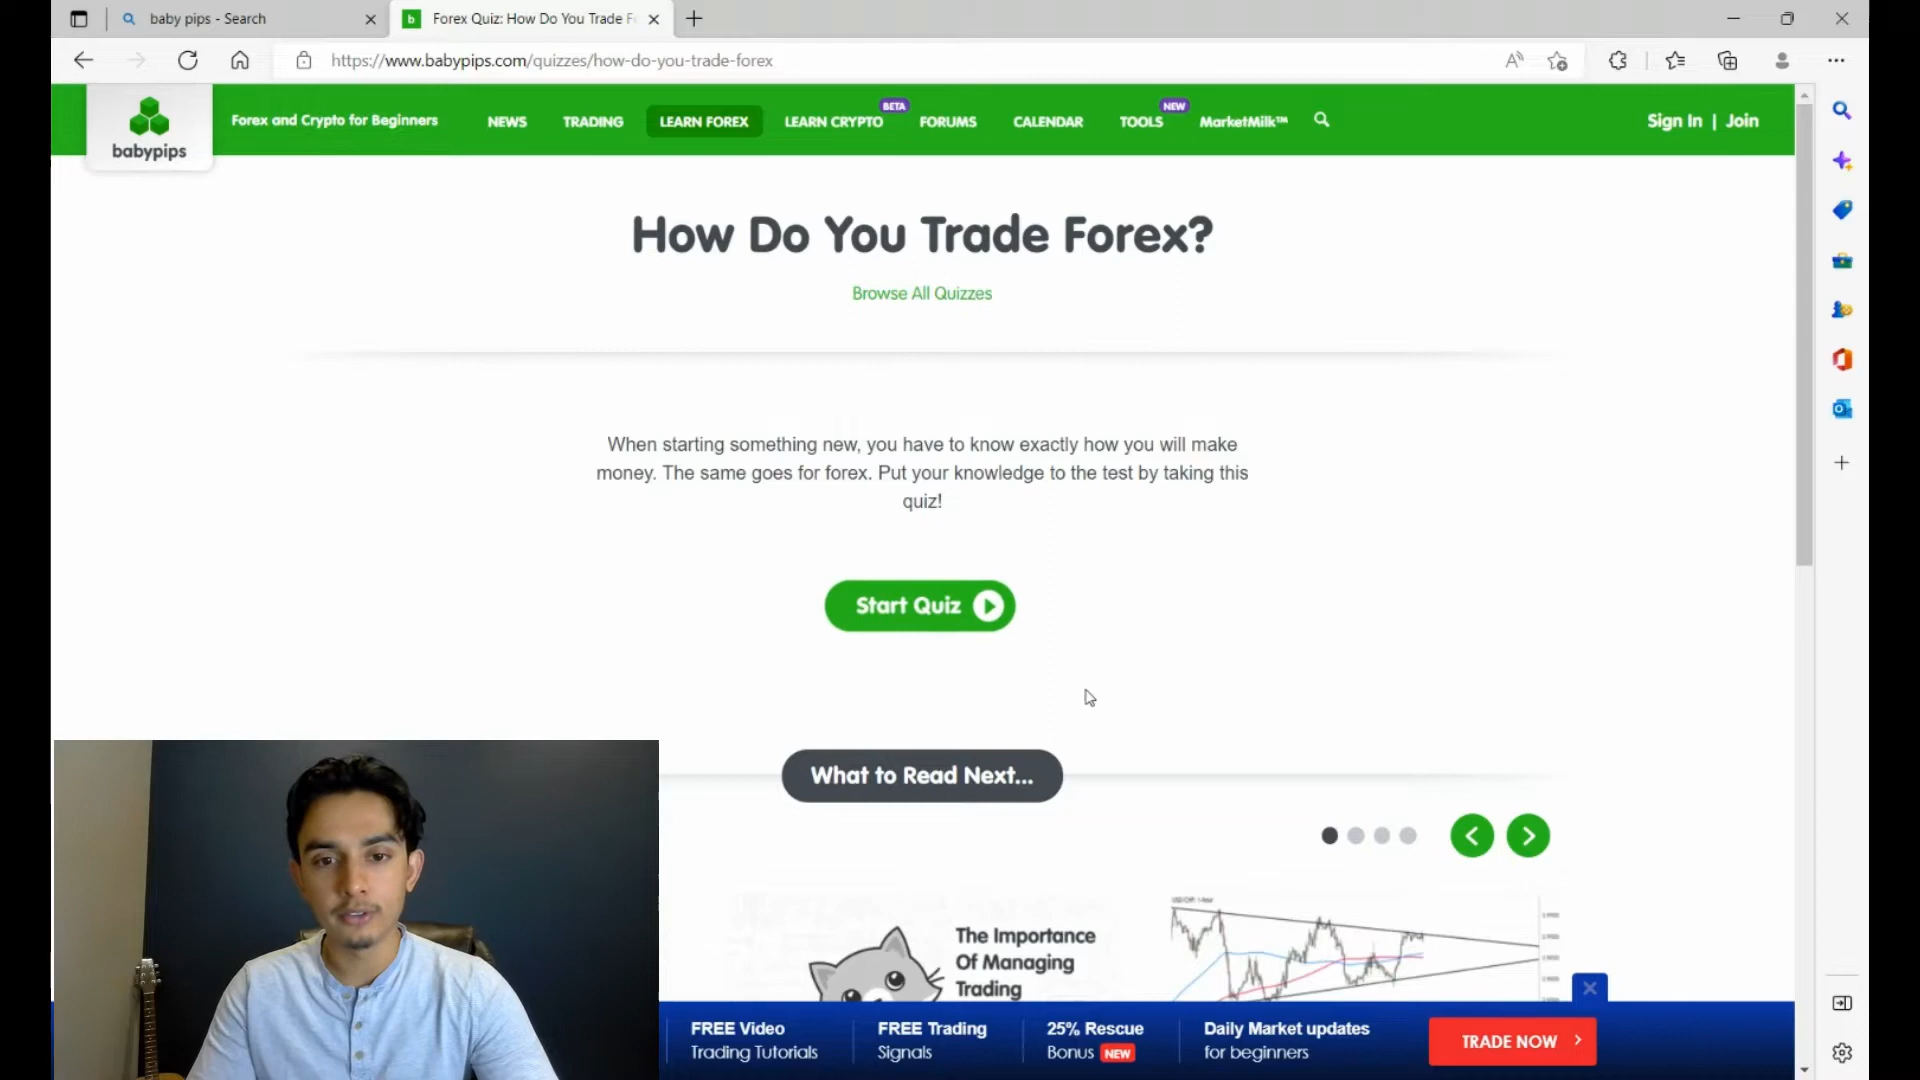 baby pips - Search
Forex Quiz: How Do You Trade F
https://www.babypips.com/quizzes/how-do-you-trade-forex
babypips
Forex and Crypto for Beginners
NEWS
TRADING
LEARN FOREX
LEARN CRYPTO
BETA
FORUMS
CALENDAR
TOOLS
NEW
MarketMilk™
Sign In | Join
How Do You Trade Forex?
Browse All Quizzes
When starting something new, you have to know exactly how you will make
money. The same goes for forex. Put your knowledge to the test by taking this
quiz!
Start Quiz
What to Read Next...
The Importance
Of Managing
Trading
FREE Video
Trading Tutorials
FREE Trading
Signals
25% Rescue
Bonus NEW
Daily Market updates
for beginners
TRADE NOW